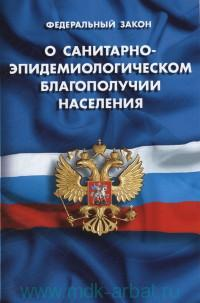 ФЕДЕРАЛЬНЫЙ ЗАКОН
О САНИТАРНО-
ЭПИДЕМИОЛОГИЧЕСКОМ
БЛАГОПОЛУЧИИ
НАСЕЛЕНИЯ
www.mdk-arbat.ru